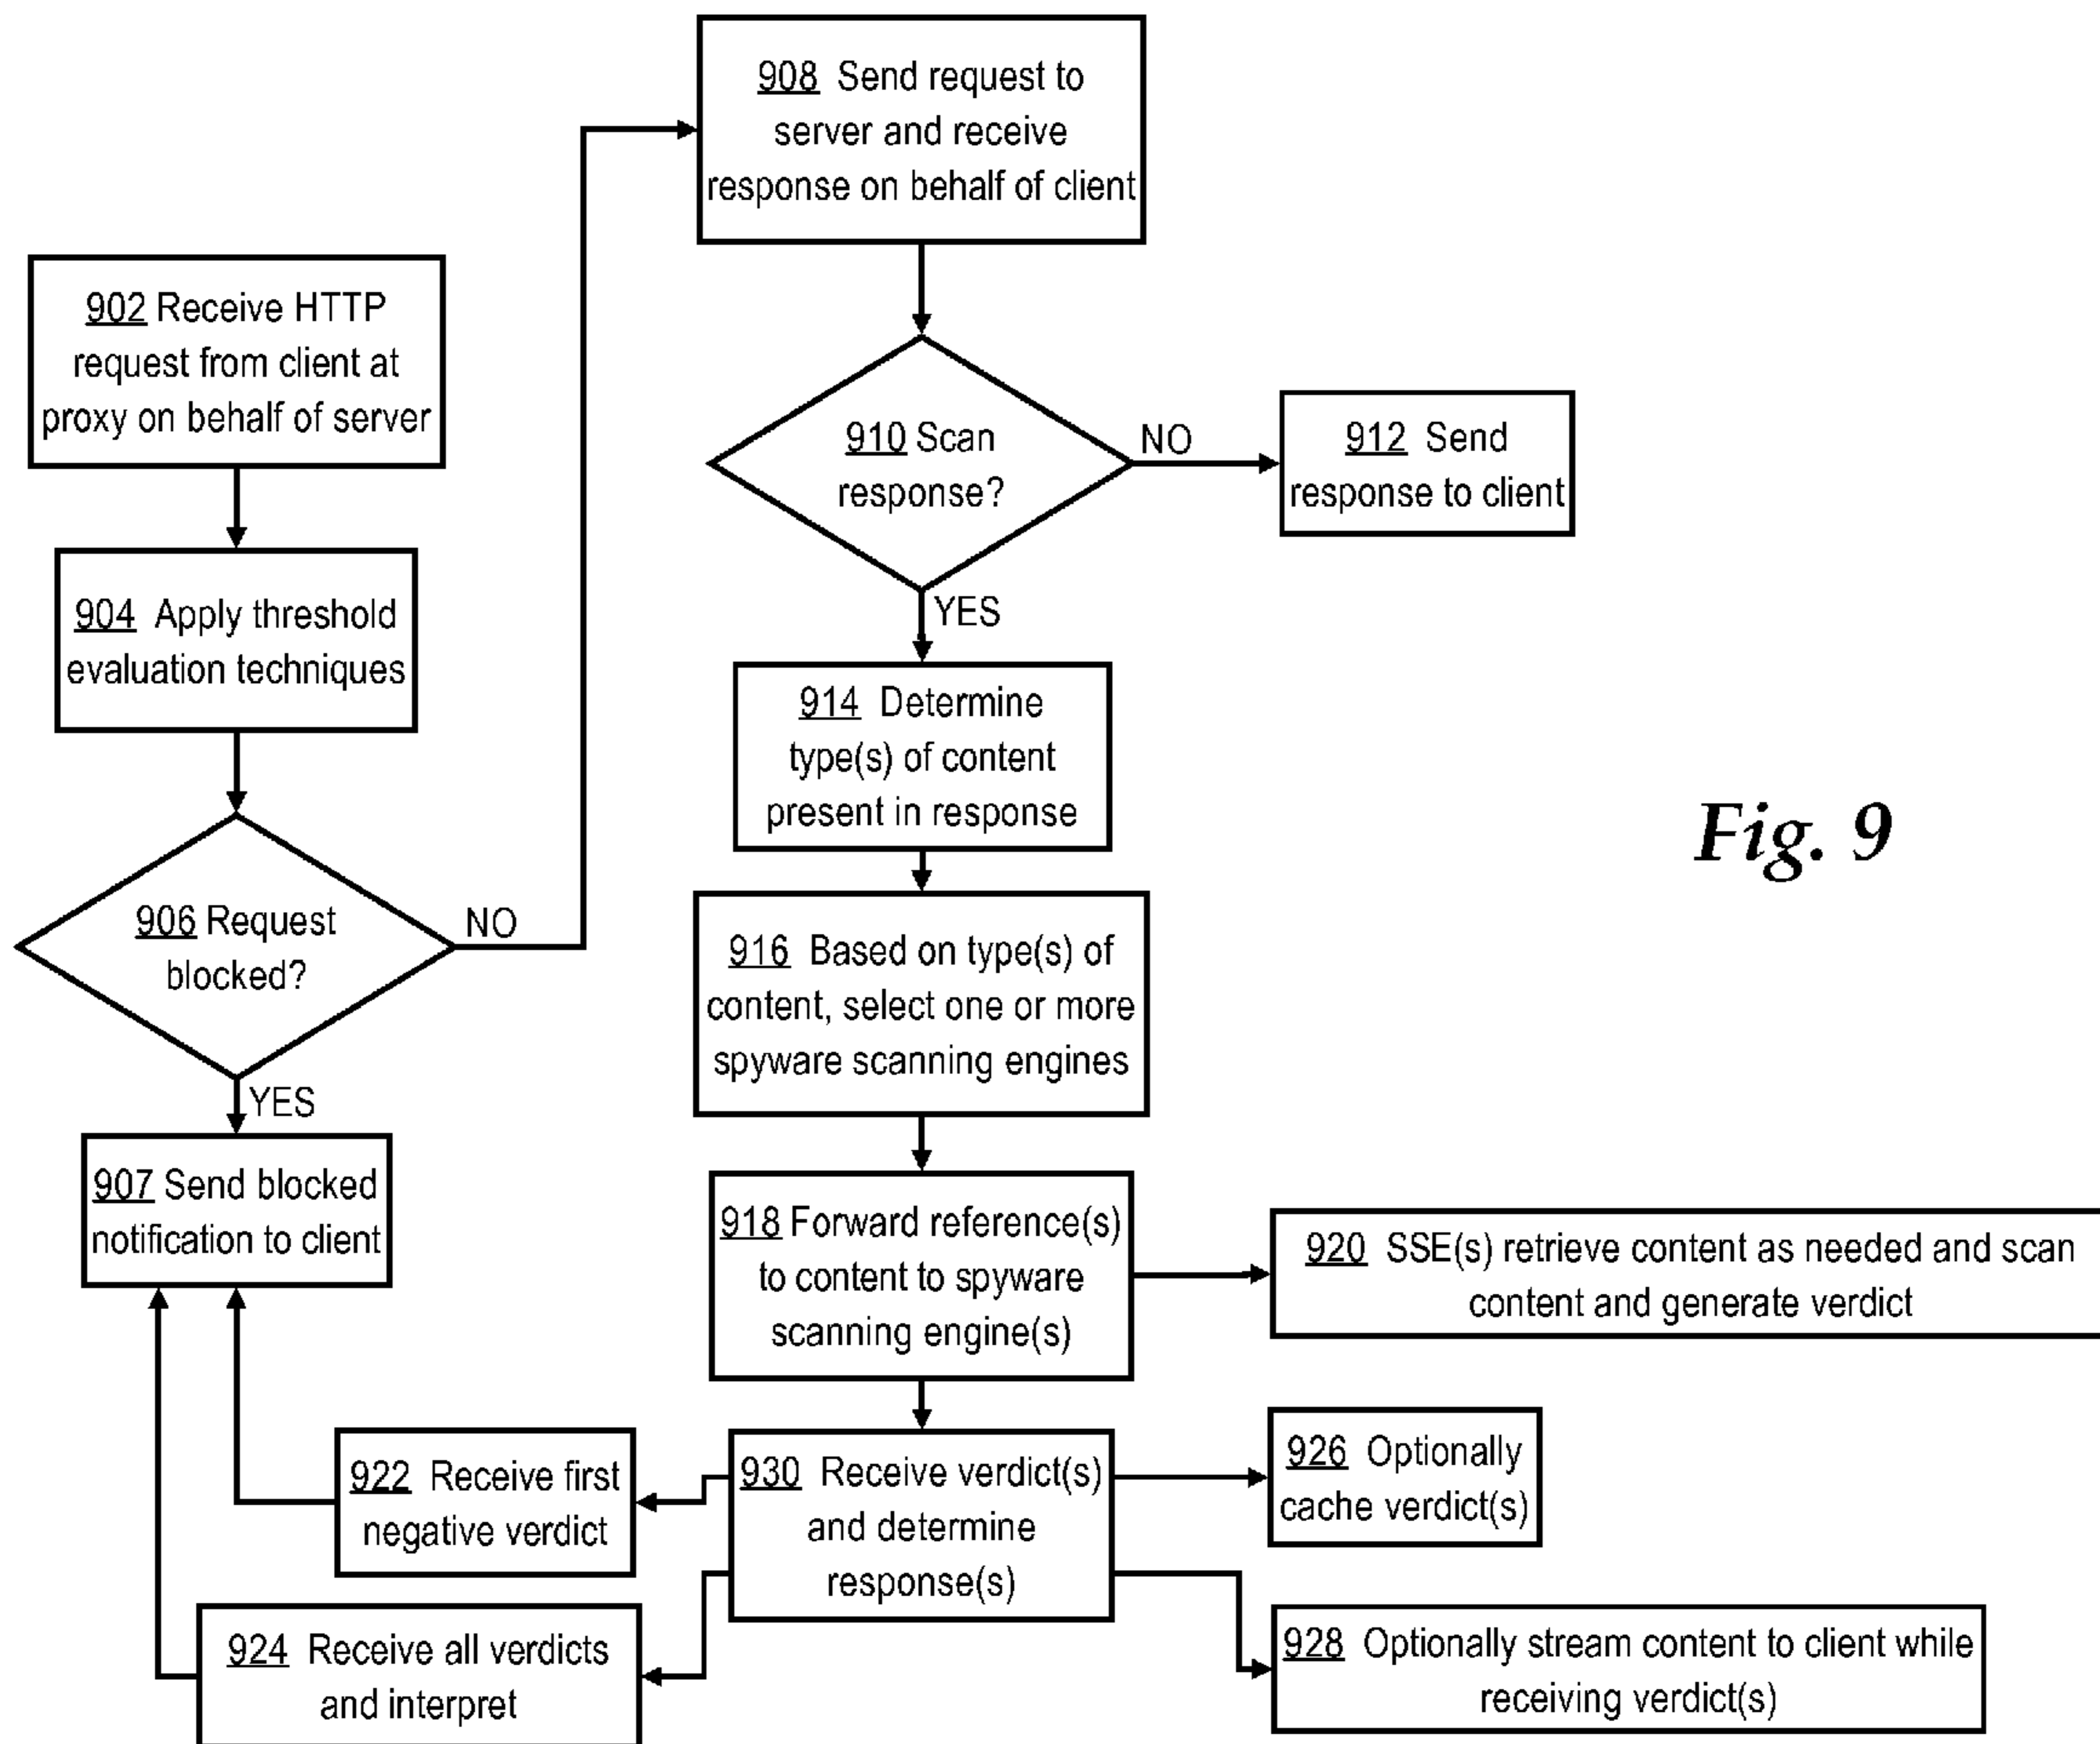 908 Send request to
server and receive
response on behalf of client
902 Receive HTTP
request from client at
proxy on behalf of server
904 Apply threshold
evaluation techniques
906 Request
blocked?
NO
YES
907 Send blocked
notification to client
910 Scan
response?
NO
912 Send
response to client
YES
914 Determine
type(s) of content
present in response
916 Based on type(s) of
content, select one or more
spyware scanning engines
918 Forward reference(s)
to content to spyware
scanning engine(s)
920 SSE(s) retrieve content as needed and scan
content and generate verdict
922 Receive first
negative verdict
930 Receive verdict(s)
and determine
response(s)
926 Optionally
cache verdict(s)
924 Receive all verdicts
and interpret
928 Optionally stream content to client while
receiving verdict(s)
Fig. 9